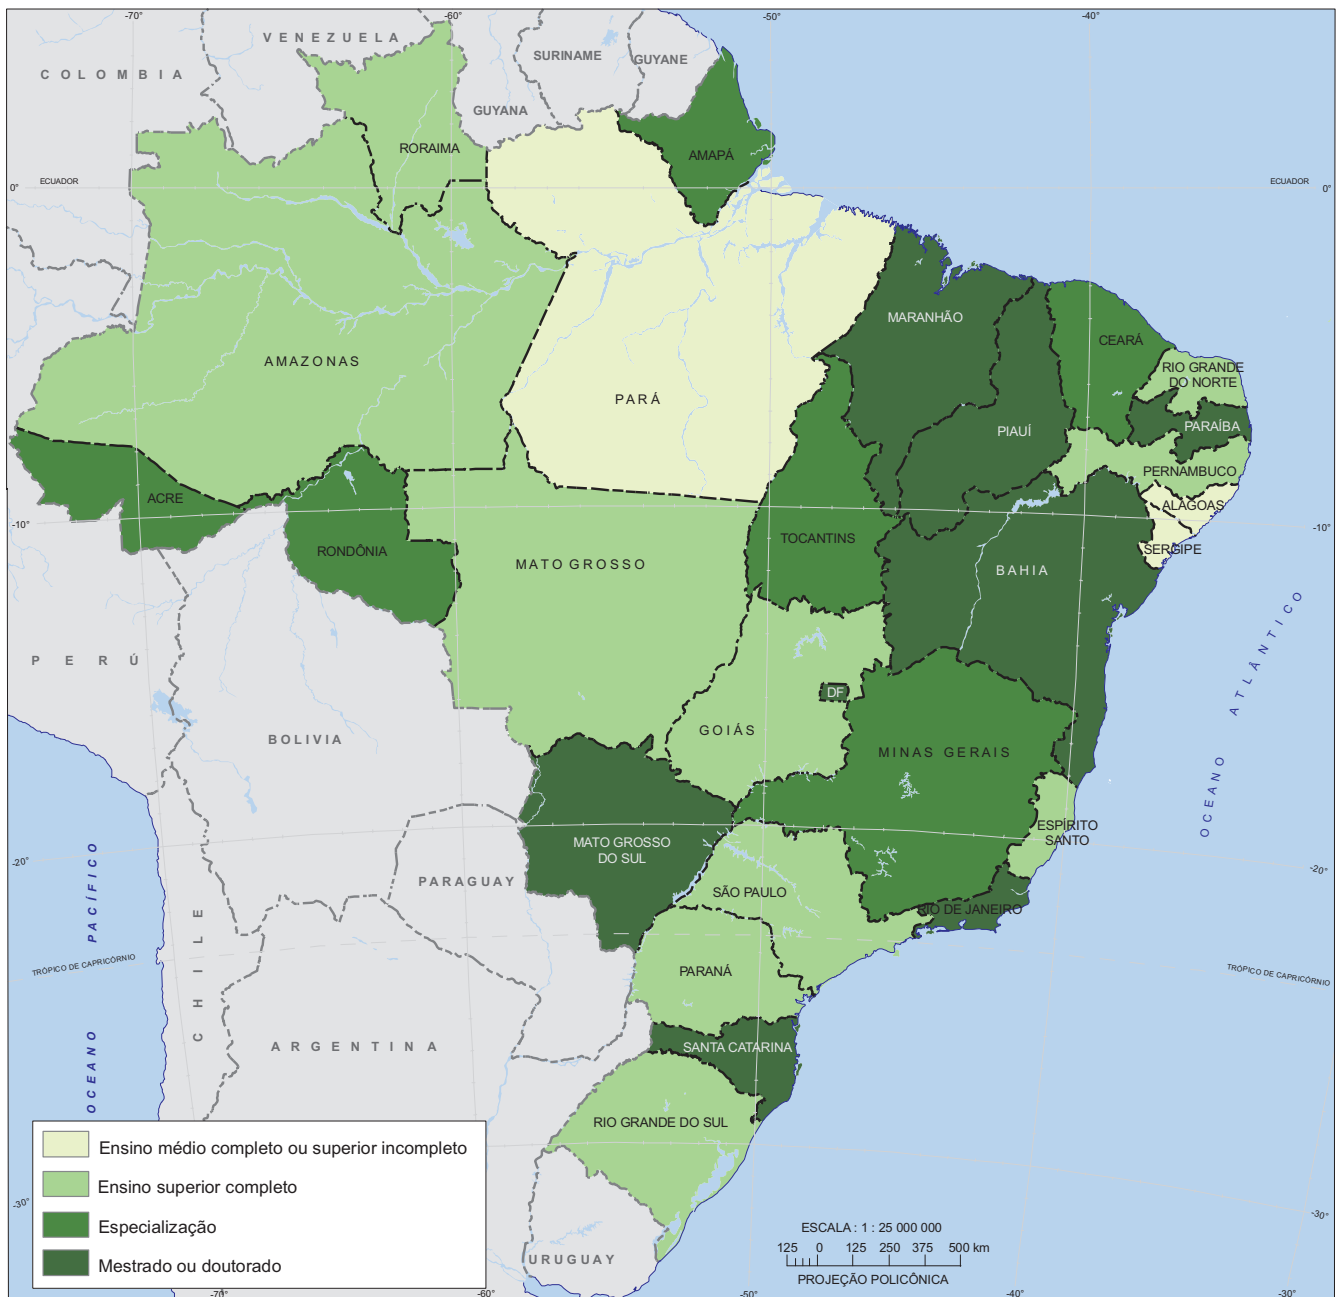 -70°
-60°
-50°
-40°
VENEZUELA
COLOMBIA
SURINAME
GUYANE
GUYANA
RORAIMA
AMAPÁ
0°
ECUADOR
ECUADOR
0°
MARANHÃO
CEARÁ
AMAZONAS
RIO GRANDE
DO NORTE
PARÁ
PIAUÍ
PARAÍBA
PERNAMBUCO
ACRE
ALAGOAS
-10°
-10°
RONDÔNIA
TOCANTINS
SERGIPE
MATO GROSSO
BAHIA
PERÚ
DF
OCEANO ATLÂNTICO
BOLIVIA
GOIÁS
MINAS GERAIS
ESPÍRITO
SANTO
MATO GROSSO
DO SUL
-20°
-20°
PARAGUAY
SÃO PAULO
RIO DE JANEIRO
OCEANO PACÍFICO
CHILE
TRÓPICO DE CAPRICÓRNIO
TRÓPICO DE CAPRICÓRNIO
PARANÁ
ARGENTINA
SANTA CATARINA
RIO GRANDE DO SUL
Ensino médio completo ou superior incompleto
Ensino superior completo
Especialização
Mestrado ou doutorado
-30°
-30°
URUGUAY
ESCALA : 1 : 25 000 000
125 0 125 250 375 500 km
PROJEÇÃO POLICÔNICA
-70°
-60°
-50°
-40°
-30°